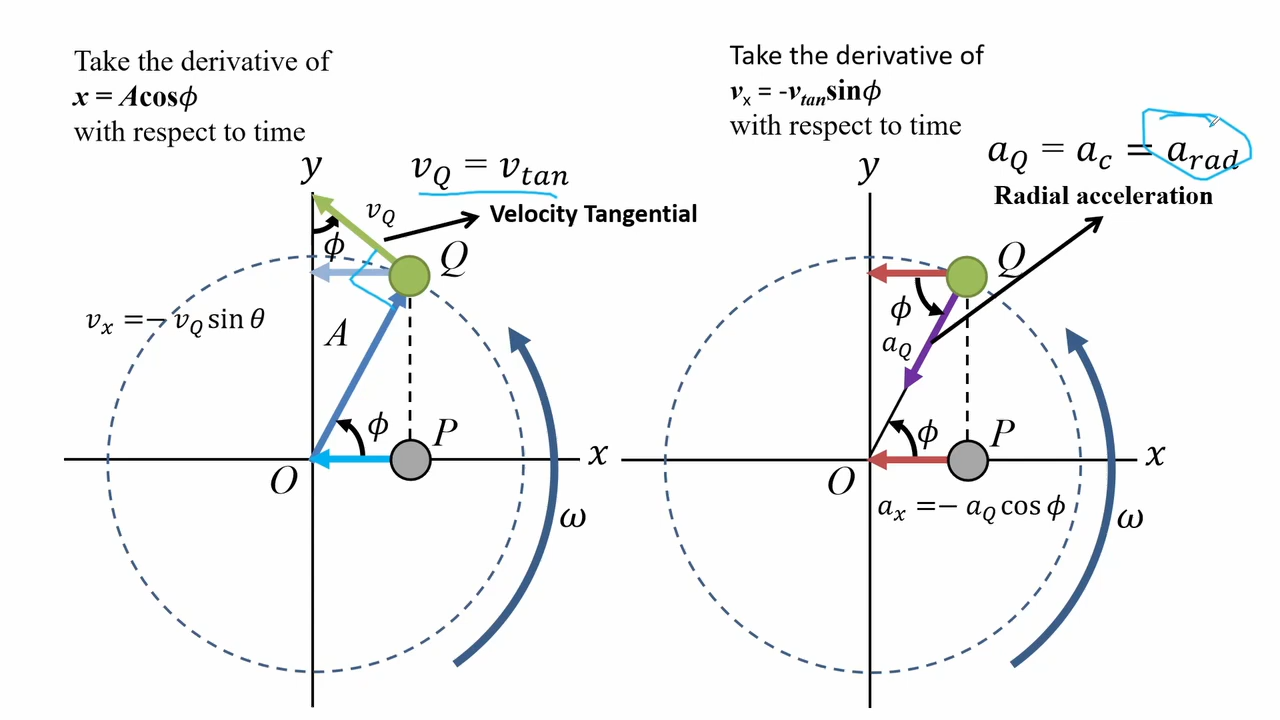 Take the derivative of
x = Acosϕ
with respect to time
y
v_Q = v_tan
v_Q
Velocity Tangential
ϕ
Q
v_x =− v_Q sin θ
A
ϕ
P
x
O
ω
Take the derivative of
v_x = -v_tan sinϕ
with respect to time
a_Q = a_c = a_rad
Radial acceleration
y
Q
ϕ
a_Q
ϕ
P
x
O
a_x =− a_Q cos ϕ
ω